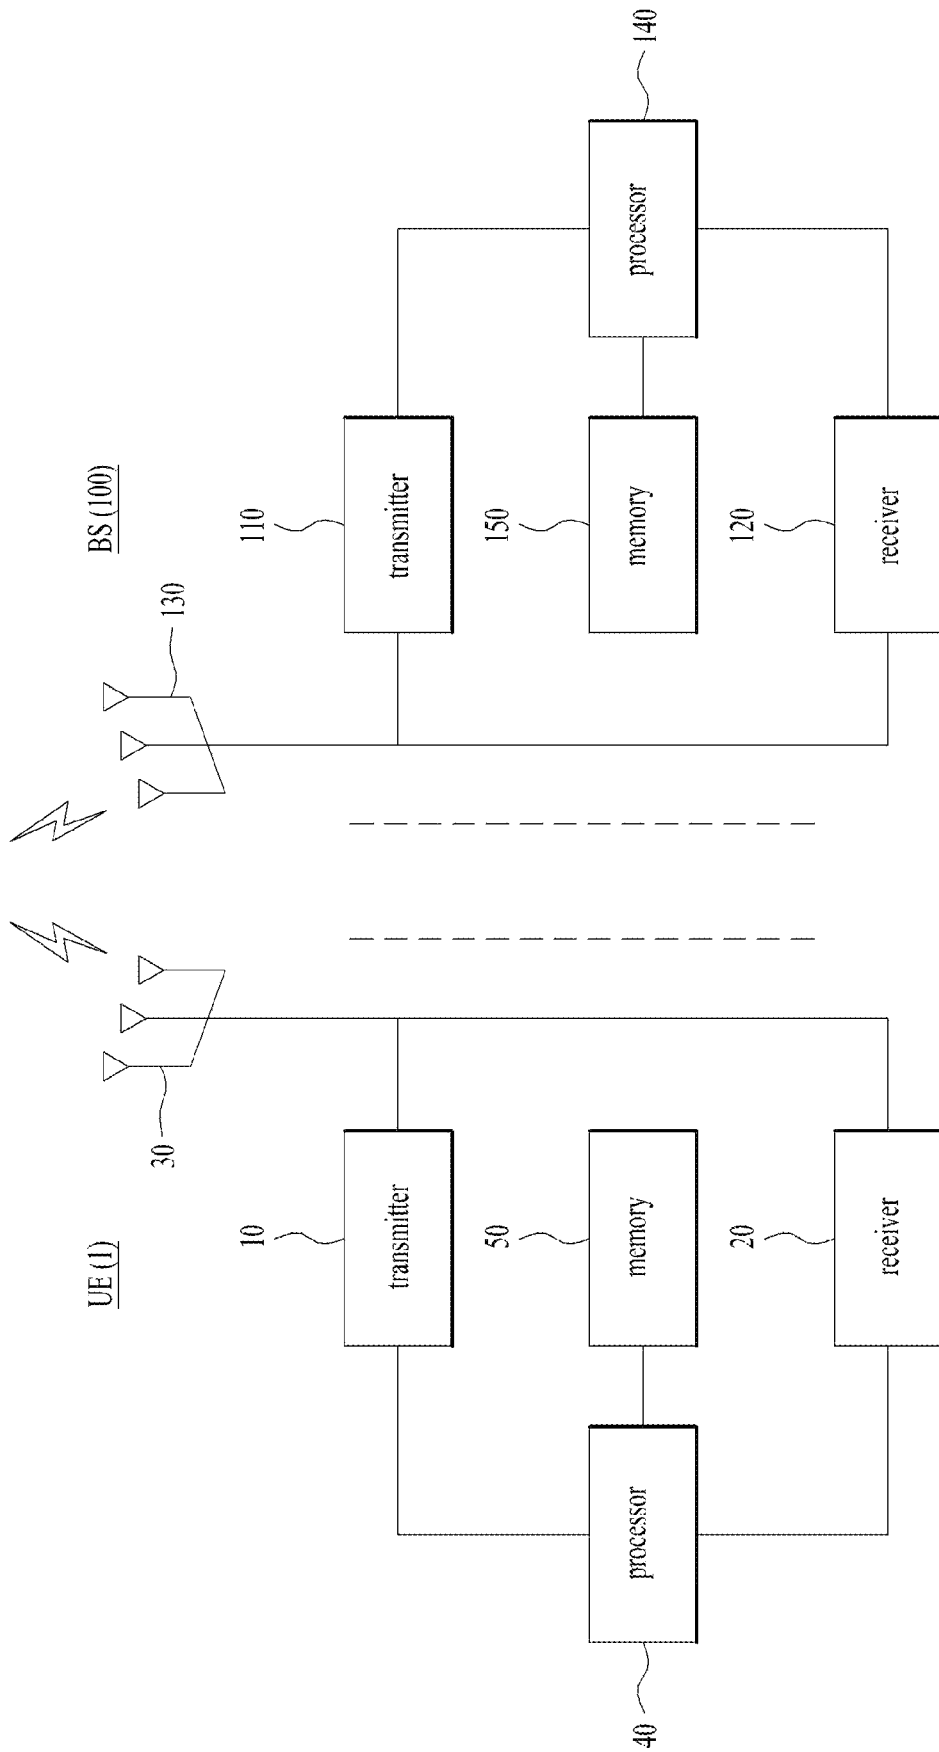 UE (1)
BS (100)
30
130
10
110
transmitter
transmitter
50
150
40
processor
memory
memory
processor
140
20
120
receiver
receiver